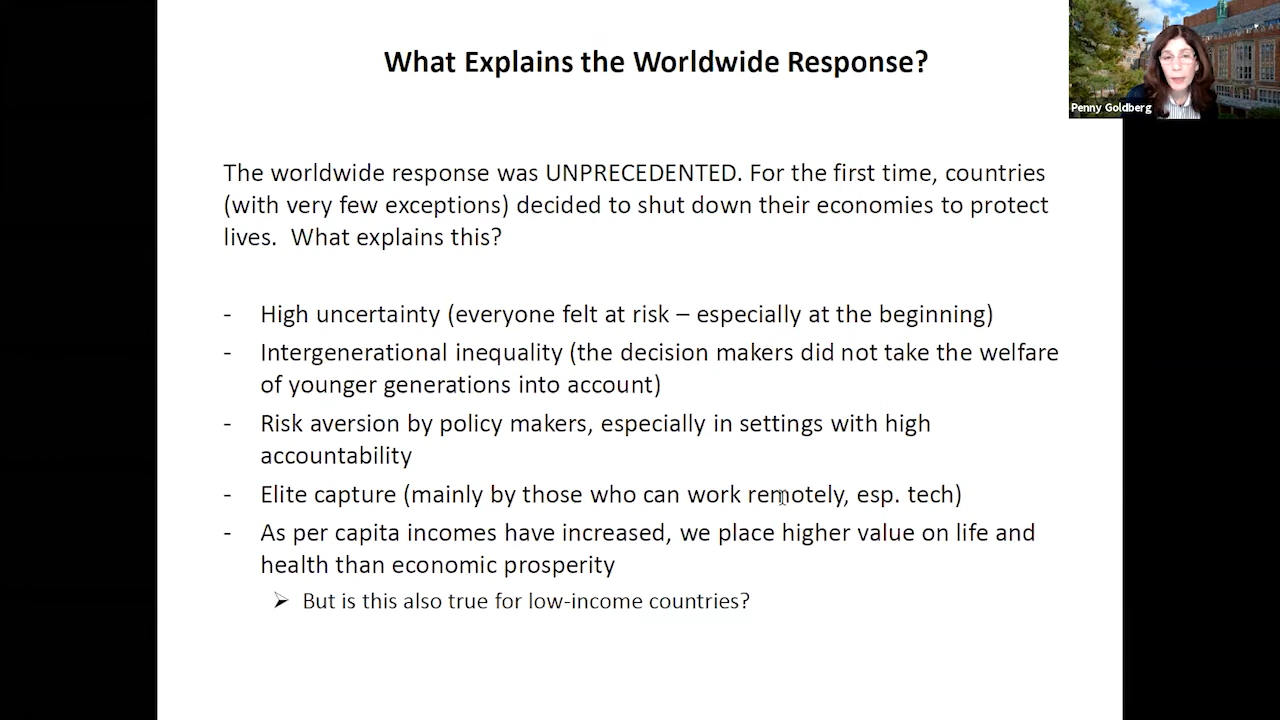 What Explains the Worldwide Response?
Penny Goldberg
The worldwide response was UNPRECEDENTED. For the first time, countries
(with very few exceptions) decided to shut down their economies to protect
lives.  What explains this?
- High uncertainty (everyone felt at risk – especially at the beginning)
- Intergenerational inequality (the decision makers did not take the welfare
of younger generations into account)
- Risk aversion by policy makers, especially in settings with high
accountability
- Elite capture (mainly by those who can work remotely, esp. tech)
- As per capita incomes have increased, we place higher value on life and
health than economic prosperity
➢ But is this also true for low-income countries?